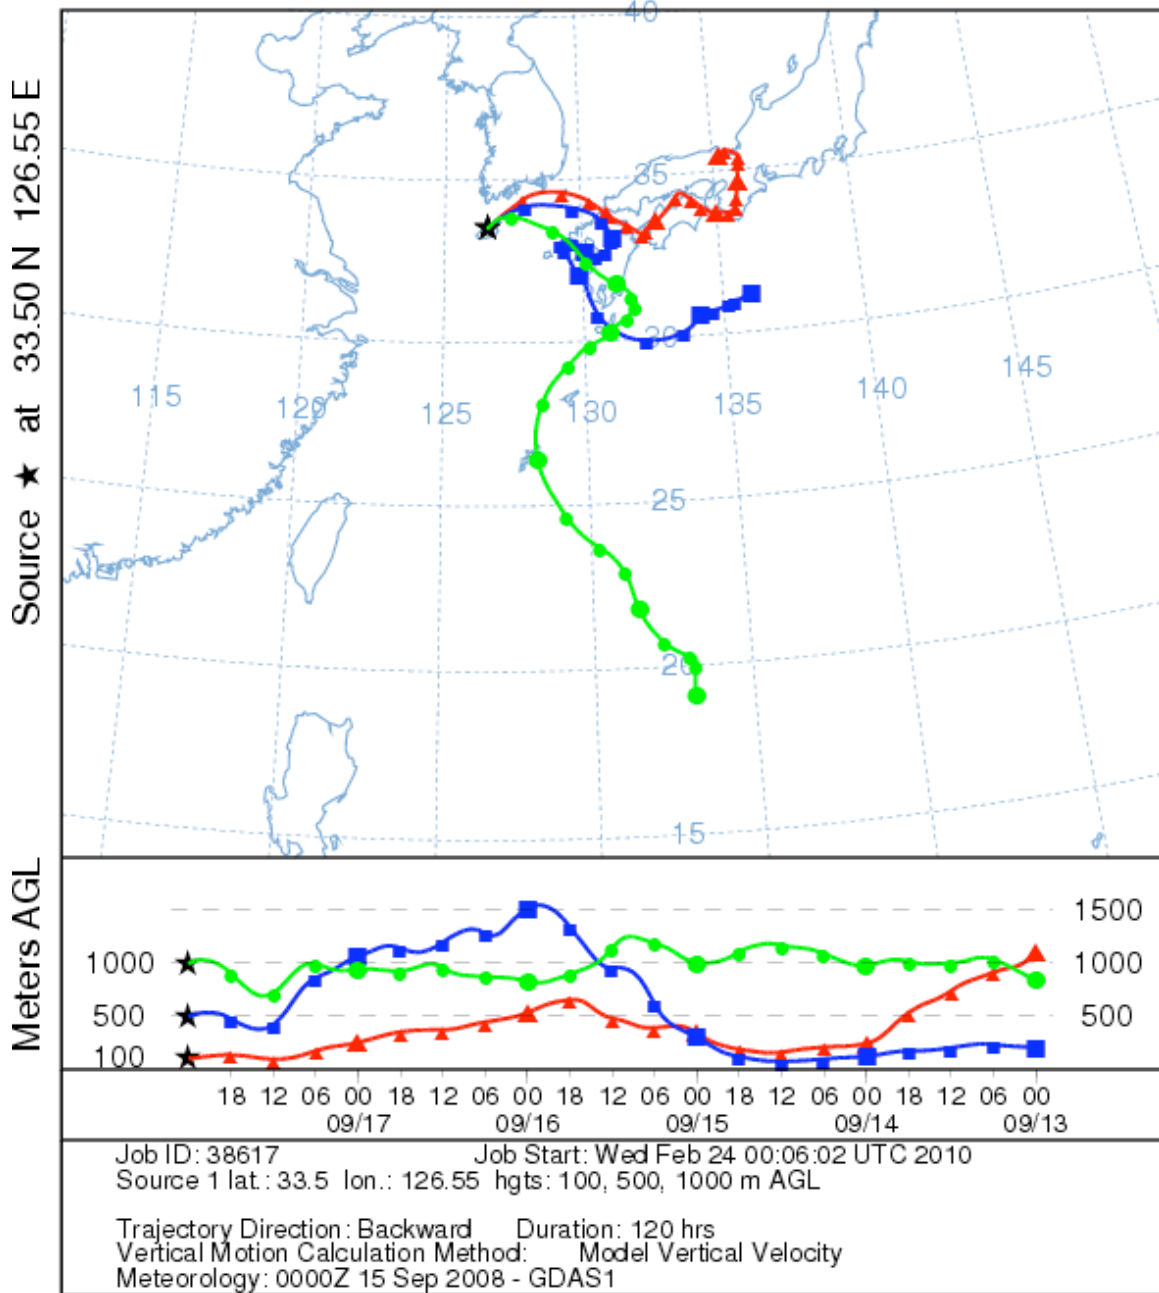 Source ★ at 33.50 N 126.55 E
40
35
30
115
120
125
130
135
140
145
25
20
15
Meters AGL
1500
1000
1000
500
500
100
18 12 06 00 18 12 06 00 18 12 06 00 18 12 06 00 18 12 06 00
09/17 09/16 09/15 09/14 09/13
Job ID: 38617 Job Start: Wed Feb 24 00:06:02 UTC 2010
Source 1 lat.: 33.5 lon.: 126.55 hgts: 100, 500, 1000 m AGL
Trajectory Direction: Backward Duration: 120 hrs
Vertical Motion Calculation Method: Model Vertical Velocity
Meteorology: 0000Z 15 Sep 2008 - GDAS1